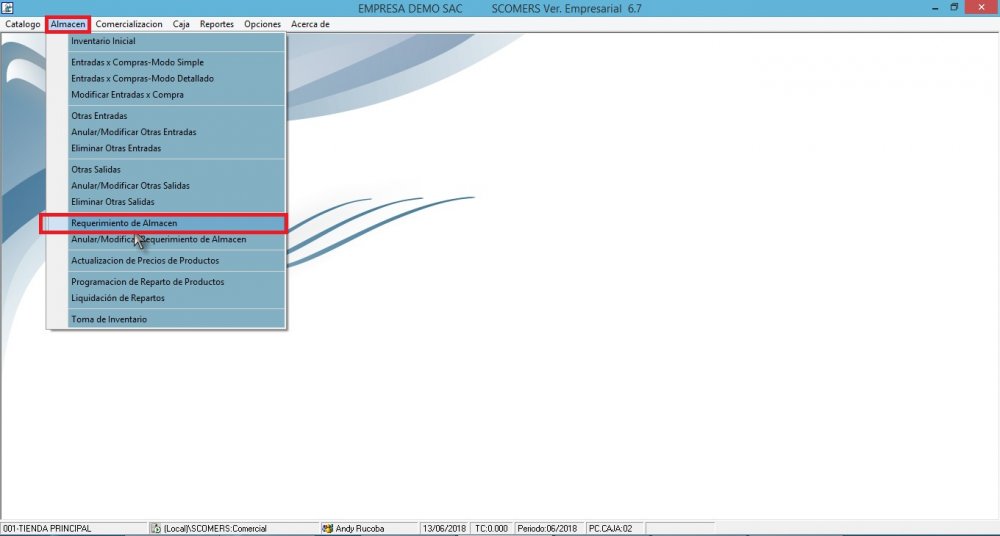 EMPRESA DEMO SAC SCOMERS Ver. Empresarial 6.7
Catalogo Almacen Comercializacion Caja Reportes Opciones Acerca de
Inventario Inicial
Entradas x Compras-Modo Simple
Entradas x Compras-Modo Detallado
Modificar Entradas x Compra
Otras Entradas
Anular/Modificar Otras Entradas
Eliminar Otras Entradas
Otras Salidas
Anular/Modificar Otras Salidas
Eliminar Otras Salidas
Requerimiento de Almacen
Anular/Modificar Requerimiento de Almacen
Actualizacion de Precios de Productos
Programacion de Reparto de Productos
Liquidación de Repartos
Toma de Inventario
001-TIENDA PRINCIPAL (Local)\SCOMERS:Comercial Andy Rucoba 13/06/2018 TC:0.000 Periodo:06/2018 PC.CAJA:02